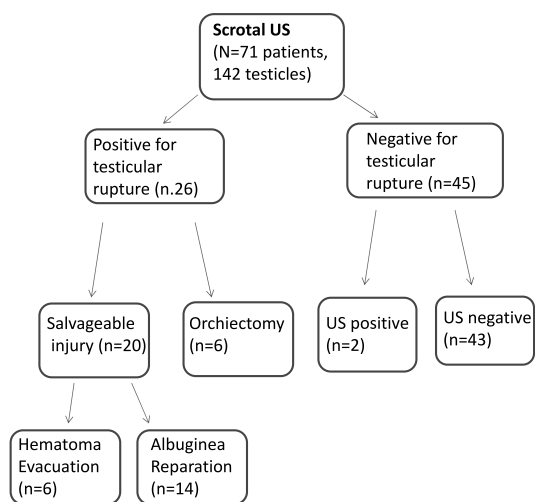 Scrotal US
(N=71 patients,
142 testicles)
Positive for
testicular
rupture (n.26)
Negative for
testicular
rupture (n=45)
Salvageable
injury (n=20)
Orchiectomy
(n=6)
US positive
(n=2)
US negative
(n=43)
Hematoma
Evacuation
(n=6)
Albuginea
Reparation
(n=14)